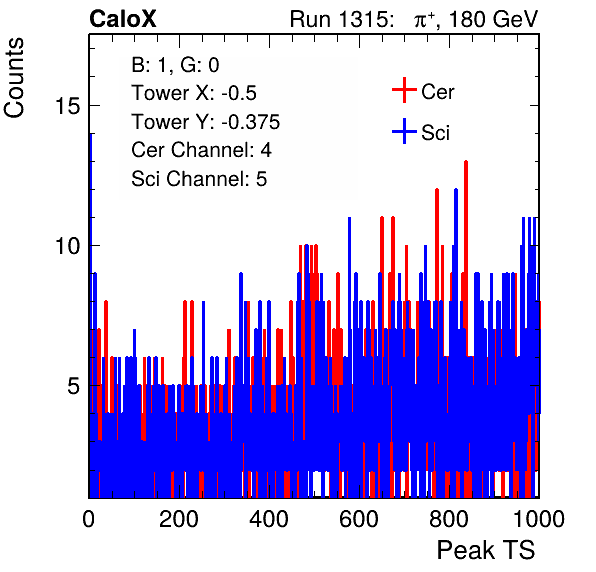 CaloX Run 1315: π⁺, 180 GeV
Counts
B: 1, G: 0
Tower X: -0.5
Tower Y: -0.375
Cer Channel: 4
Sci Channel: 5
Cer
Sci
15
10
5
0 200 400 600 800 1000
Peak TS